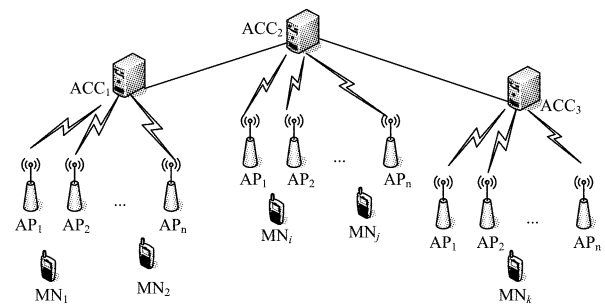 ACC₂
ACC₁
ACC₃
AP₁ AP₂ ... APₙ
AP₁ AP₂ ... APₙ
AP₁ AP₂ ... APₙ
MNᵢ MNⱼ
MN₁ MN₂
MNₖ